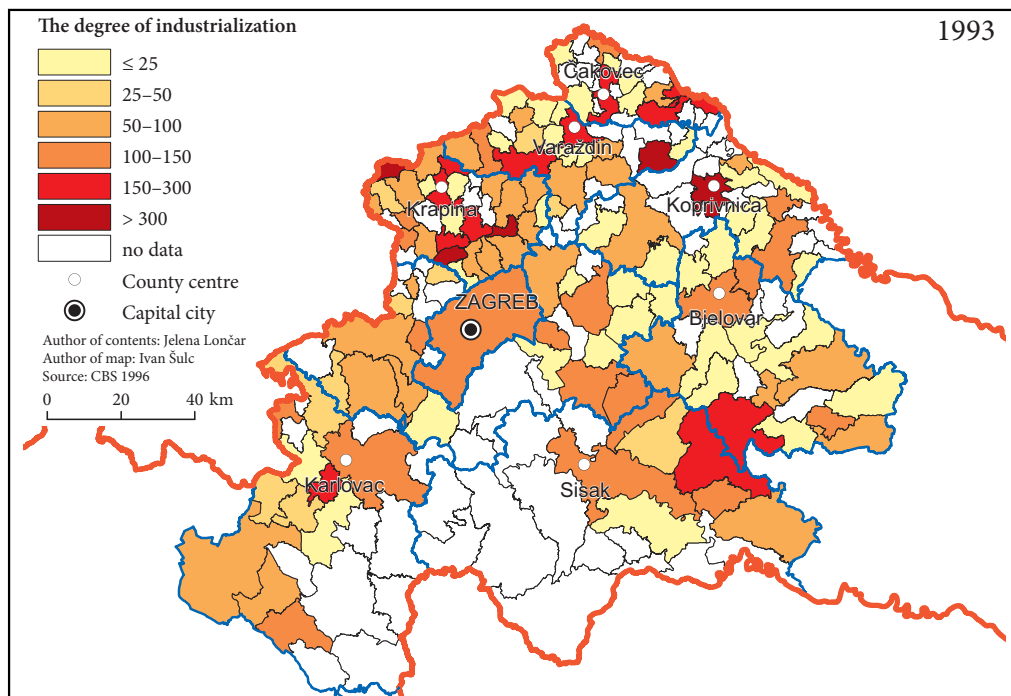 The degree of industrialization
1993
≤ 25
25–50
50–100
100–150
150–300
> 300
no data
County centre
Capital city
Author of contents: Jelena Lončar
Author of map: Ivan Šulc
Source: CBS 1996
0 20 40 km
Čakovec
Varaždin
Krapina
Koprivnica
ZAGREB
Bjelovar
Karlovac
Sisak